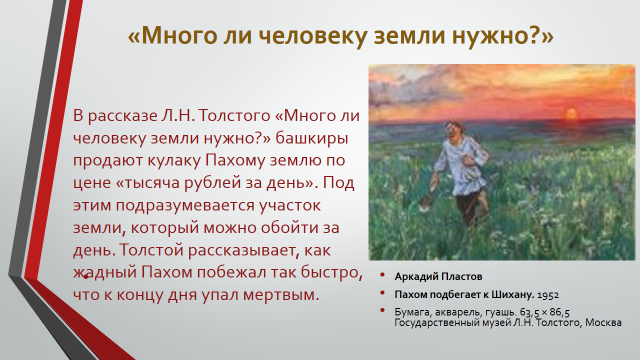 «Много ли человеку земли нужно?»
В рассказе Л.Н. Толстого «Много ли
человеку земли нужно?» башкиры
продают кулаку Пахому землю по
цене «тысяча рублей за день». Под
этим подразумевается участок
земли, который можно обойти за
день. Толстой рассказывает, как
жадный Пахом побежал так быстро,
что к концу дня упал мертвым.
• Аркадий Пластов
• Пахом подбегает к Шихану. 1952
• Бумага, акварель, гуашь. 63,5 × 86,5
Государственный музей Л.Н. Толстого, Москва